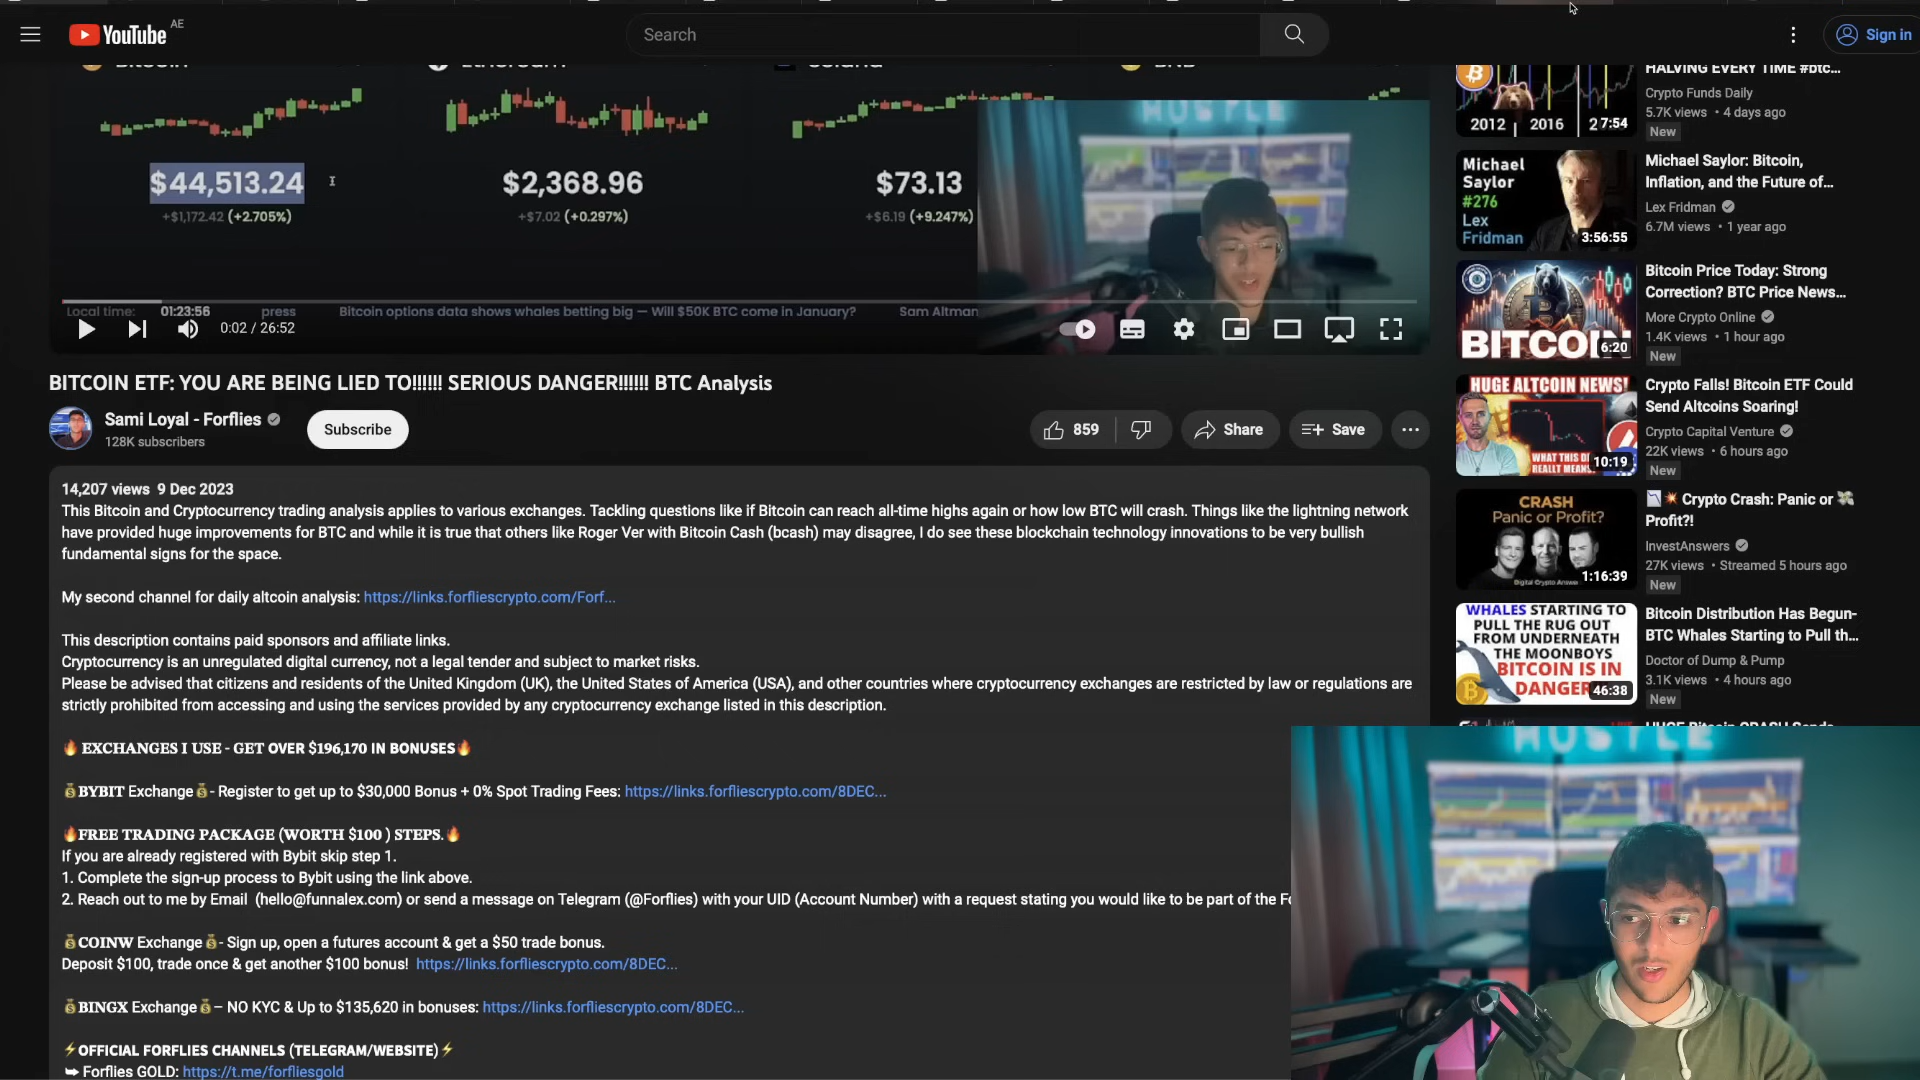 YouTube AE
Search
Sign in
Bitcoin
Ethereum
Solana
BNB
$44,513.24
+$1,172.42 (+2.705%)
$2,368.96
+$7.02 (+0.297%)
$73.13
+$6.19 (+9.247%)
HUSTLE
Local time: 01:23:56
press
Bitcoin options data shows whales betting big — Will $50K BTC come in January?
Sam Altman
0:02 / 26:52
BITCOIN ETF: YOU ARE BEING LIED TO!!!!!! SERIOUS DANGER!!!!!! BTC Analysis
Sami Loyal - Forflies
128K subscribers
Subscribe
859
Share
Save
14,207 views 9 Dec 2023
This Bitcoin and Cryptocurrency trading analysis applies to various exchanges. Tackling questions like if Bitcoin can reach all-time highs again or how low BTC will crash. Things like the lightning network
have provided huge improvements for BTC and while it is true that others like Roger Ver with Bitcoin Cash (bcash) may disagree, I do see these blockchain technology innovations to be very bullish
fundamental signs for the space.
My second channel for daily altcoin analysis: https://links.forfliescrypto.com/Forf...
This description contains paid sponsors and affiliate links.
Cryptocurrency is an unregulated digital currency, not a legal tender and subject to market risks.
Please be advised that citizens and residents of the United Kingdom (UK), the United States of America (USA), and other countries where cryptocurrency exchanges are restricted by law or regulations are
strictly prohibited from accessing and using the services provided by any cryptocurrency exchange listed in this description.
🔥 EXCHANGES I USE - GET OVER $196,170 IN BONUSES🔥
💰BYBIT Exchange💰- Register to get up to $30,000 Bonus + 0% Spot Trading Fees: https://links.forfliescrypto.com/8DEC...
🔥FREE TRADING PACKAGE (WORTH $100 ) STEPS.🔥
If you are already registered with Bybit skip step 1.
1. Complete the sign-up process to Bybit using the link above.
2. Reach out to me by Email (hello@funnalex.com) or send a message on Telegram (@Forflies) with your UID (Account Number) with a request stating you would like to be part of the
💰COINW Exchange💰- Sign up, open a futures account & get a $50 trade bonus.
Deposit $100, trade once & get another $100 bonus! https://links.forfliescrypto.com/8DEC...
💰BINGX Exchange💰– NO KYC & Up to $135,620 in bonuses: https://links.forfliescrypto.com/8DEC...
⚡OFFICIAL FORFLIES CHANNELS (TELEGRAM/WEBSITE)⚡
➥ Forflies GOLD: https://t.me/forfliesgold
2012 | 2016 | 2
7:54
HALVING EVERY TIME #btc...
Crypto Funds Daily
5.7K views • 4 days ago
New
Michael
Saylor
#276
Lex
Fridman
3:56:55
Michael Saylor: Bitcoin,
Inflation, and the Future of...
Lex Fridman
6.7M views • 1 year ago
BITCOIN
6:20
Bitcoin Price Today: Strong
Correction? BTC Price News...
More Crypto Online
1.4K views • 1 hour ago
New
HUGE ALTCOIN NEWS!
WHAT THIS
REALLY MEANS
10:19
Crypto Falls! Bitcoin ETF Could
Send Altcoins Soaring!
Crypto Capital Venture
22K views • 6 hours ago
New
CRASH
Panic or Profit?
Digital Crypto Answer
1:16:39
📉💥 Crypto Crash: Panic or 💸
Profit?!
InvestAnswers
27K views • Streamed 5 hours ago
New
WHALES STARTING TO
PULL THE RUG OUT
FROM UNDERNEATH
THE MOONBOYS
BITCOIN IS IN
DANGER
46:38
Bitcoin Distribution Has Begun-
BTC Whales Starting to Pull th...
Doctor of Dump & Pump
3.1K views • 4 hours ago
New
HUGE Bitcoin CRASH Sends
HUSTLE